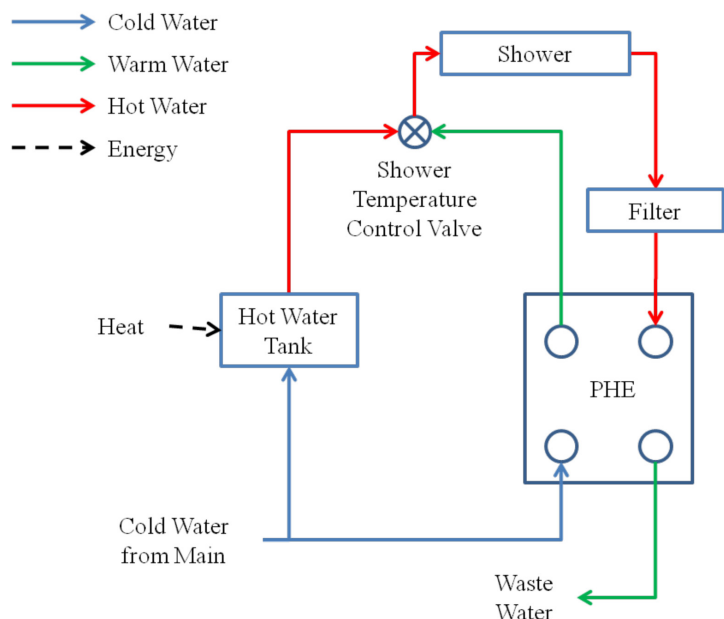 Cold Water
Warm Water
Hot Water
Energy
Shower
Shower
Temperature
Control Valve
Filter
Heat
Hot Water
Tank
PHE
Cold Water
from Main
Waste
Water